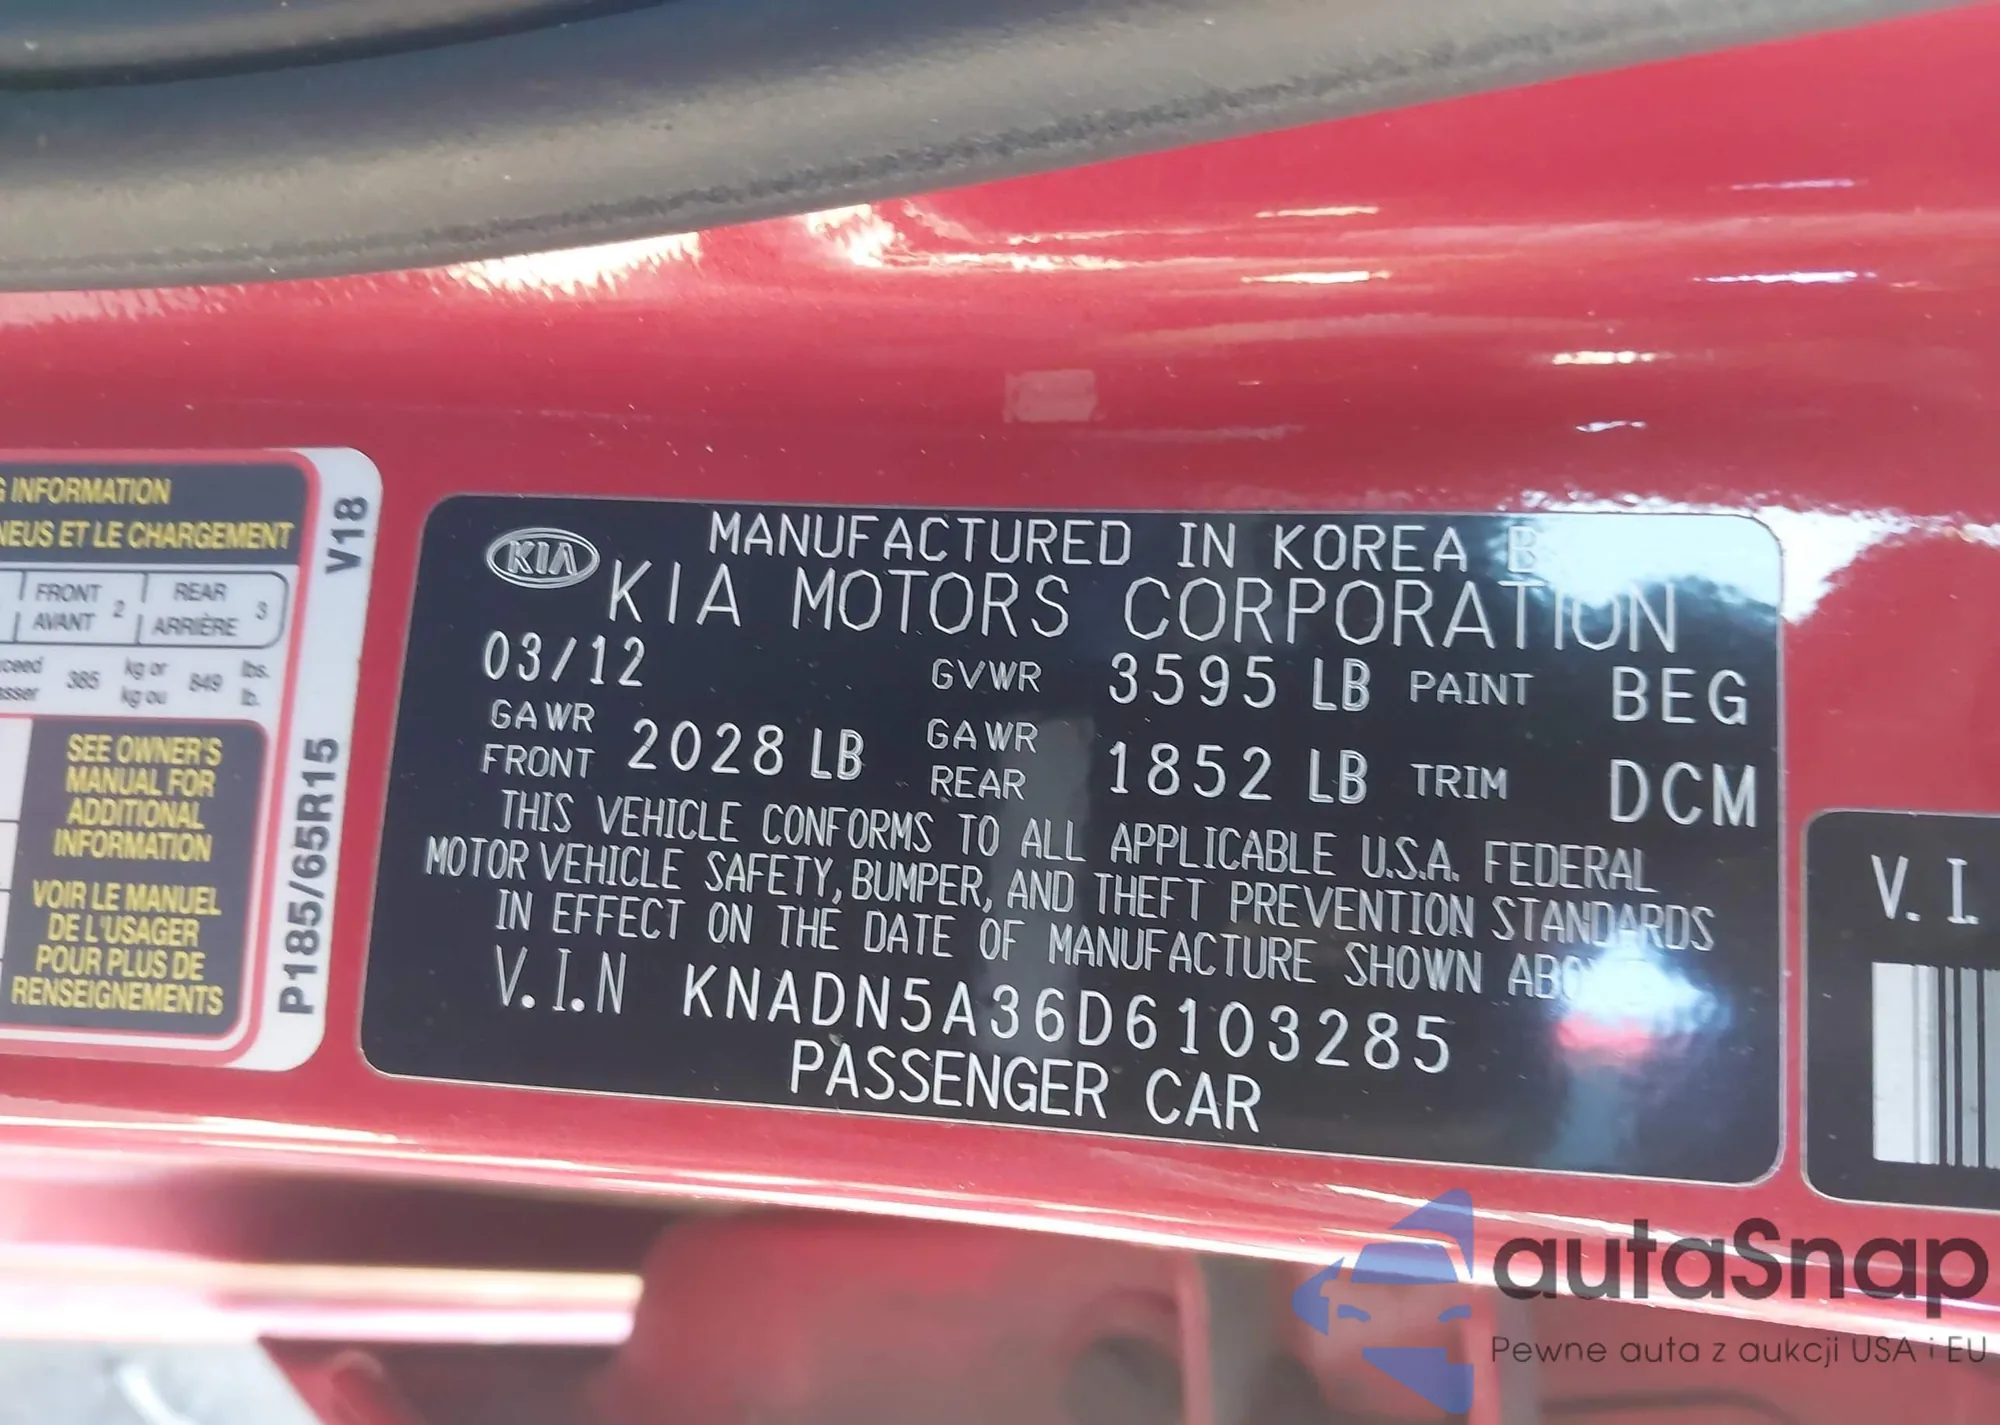 G INFORMATION
NEUS ET LE CHARGEMENT
FRONT
AVANT 2
REAR
ARRIÈRE 3
385 kg or
kg ou 849 lbs.
lb.
SEE OWNER'S
MANUAL FOR
ADDITIONAL
INFORMATION
VOIR LE MANUEL
DE L'USAGER
POUR PLUS DE
RENSEIGNEMENTS
P185/65R15 V18
KIA
MANUFACTURED IN KOREA B
KIA MOTORS CORPORATION
03/12 GVWR 3595 LB PAINT BEG
GAWR
FRONT 2028 LB GAWR
REAR 1852 LB TRIM DCM
THIS VEHICLE CONFORMS TO ALL APPLICABLE U.S.A. FEDERAL
MOTOR VEHICLE SAFETY, BUMPER, AND THEFT PREVENTION STANDARDS
IN EFFECT ON THE DATE OF MANUFACTURE SHOWN ABO
V.I.N KNADN5A36D6103285
PASSENGER CAR
V.I.
autaSnap
Pewne auta z aukcji USA i EU